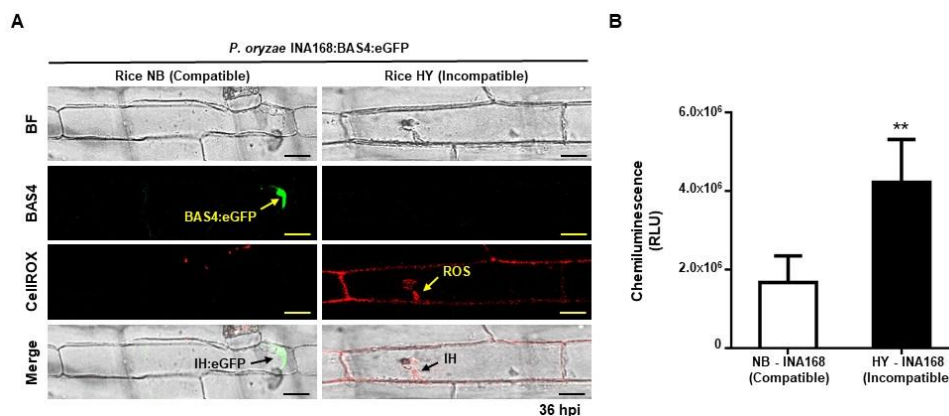 A
P. oryzae INA168:BAS4:eGFP
Rice NB (Compatible)
Rice HY (Incompatible)
BF
BAS4
BAS4:eGFP
CellROX
ROS
Merge
IH:eGFP
IH
36 hpi
B
Chemiluminescence
(RLU)
6.0x10⁶
4.0x10⁶
2.0x10⁶
0
**
NB - INA168
(Compatible)
HY - INA168
(Incompatible)